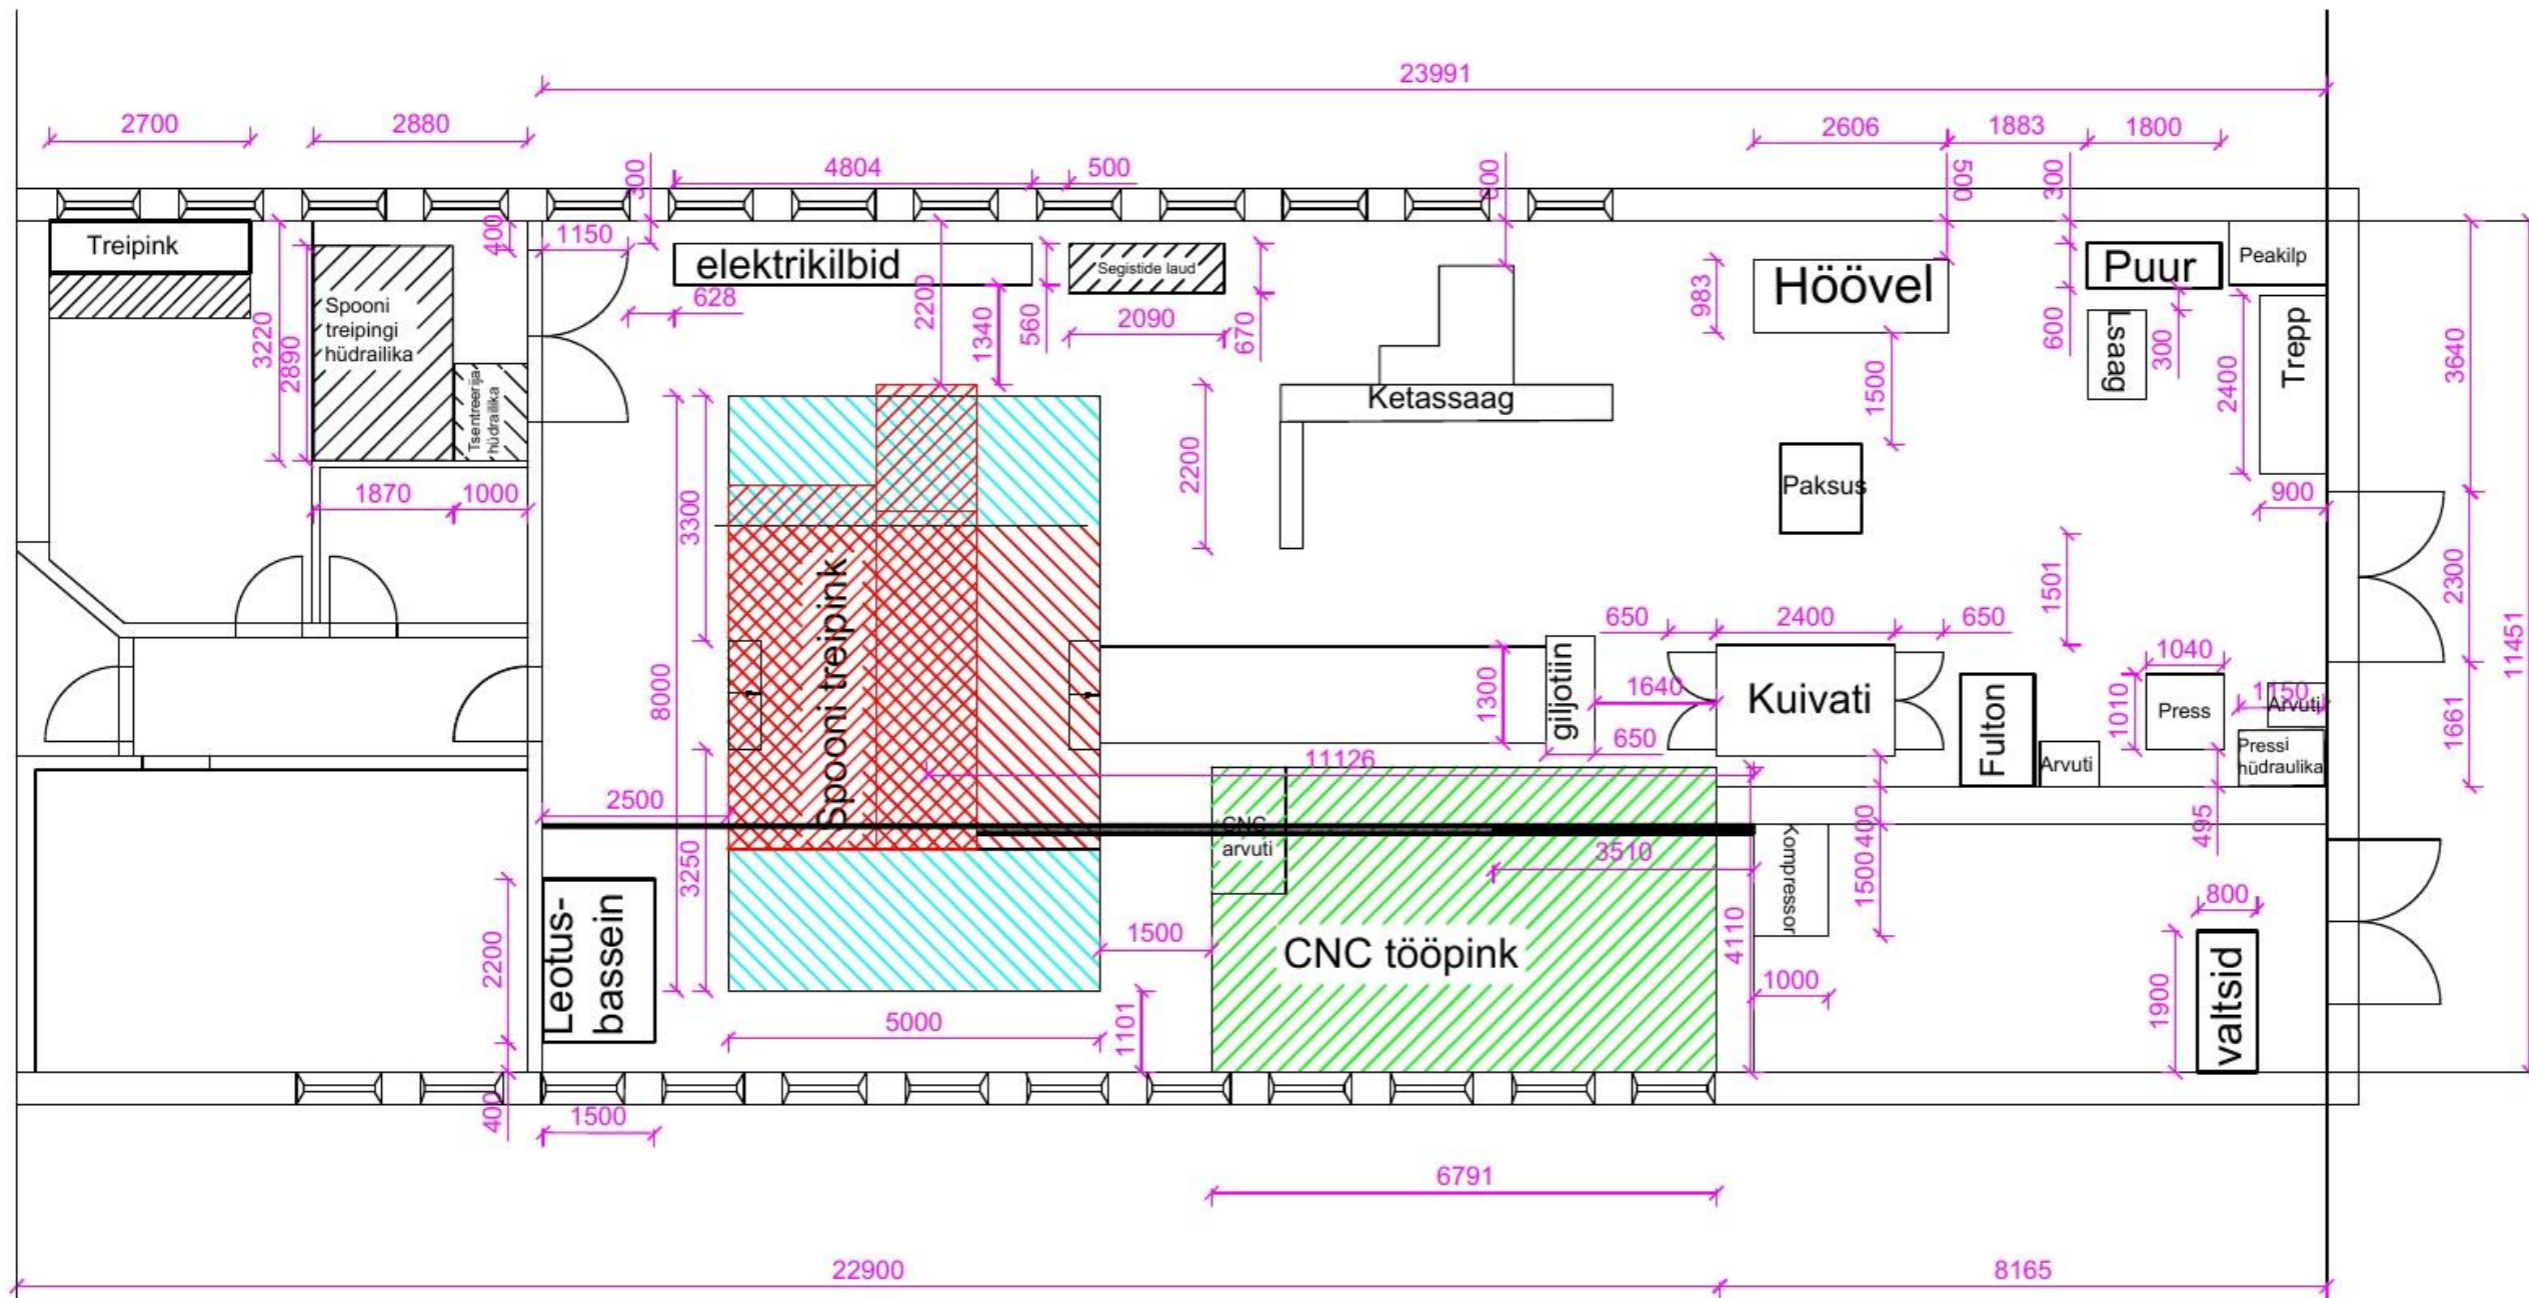 23991
2700
2880
2606
1883
1800
4804
500
300
600
500
300
Treipink
400
1150
elektrikilbid
Segistide laud
Höövel
Puur
Peakilp
Spooni
treipingi
hüdrailika
3220
2890
628
2200
1340
560
2090
670
983
600
Lsaag
300
Trepp
2400
3640
Tsentreerija
hüdrailika
Ketassaag
1500
1870
1000
3300
2200
Paksus
900
1501
2300
11451
650
2400
650
Spooni treipink
8000
1300
giljotiin
1640
Kuivati
Fulton
1040
1010
Press
1150
Arvuti
1661
650
11126
Arvuti
Pressi
hüdraulika
2500
CNC
arvuti
3510
400
495
3250
Kompressor
1500
Leotus-
bassein
2200
1500
CNC tööpink
4110
800
1000
1900
valtsid
5000
1101
400
1500
6791
22900
8165